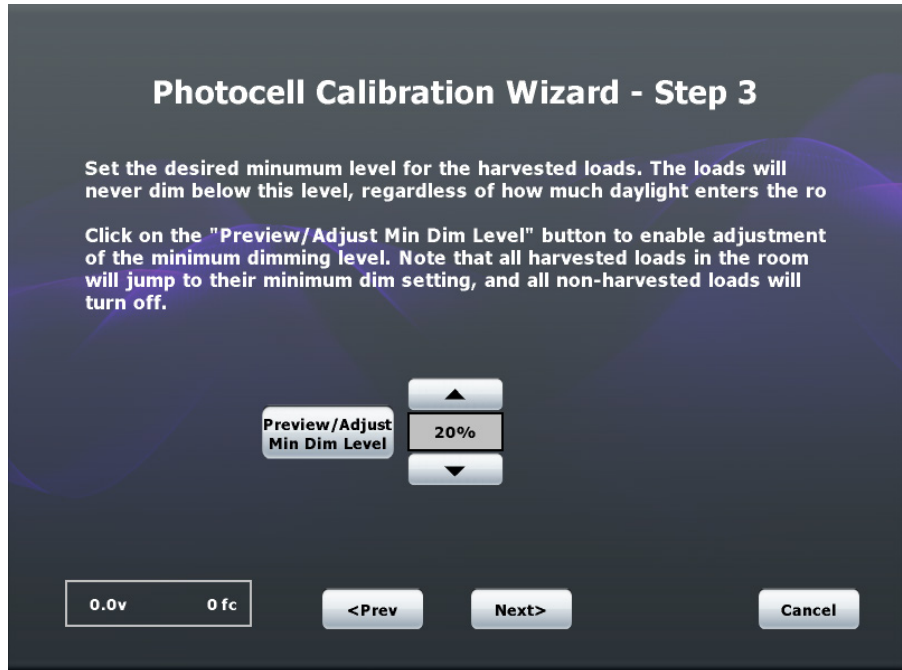 Photocell Calibration Wizard - Step 3
Set the desired minumum level for the harvested loads. The loads will
never dim below this level, regardless of how much daylight enters the ro
Click on the "Preview/Adjust Min Dim Level" button to enable adjustment
of the minimum dimming level. Note that all harvested loads in the room
will jump to their minimum dim setting, and all non-harvested loads will
turn off.
Preview/Adjust
Min Dim Level
20%
0.0v 0 fc
<Prev
Next>
Cancel